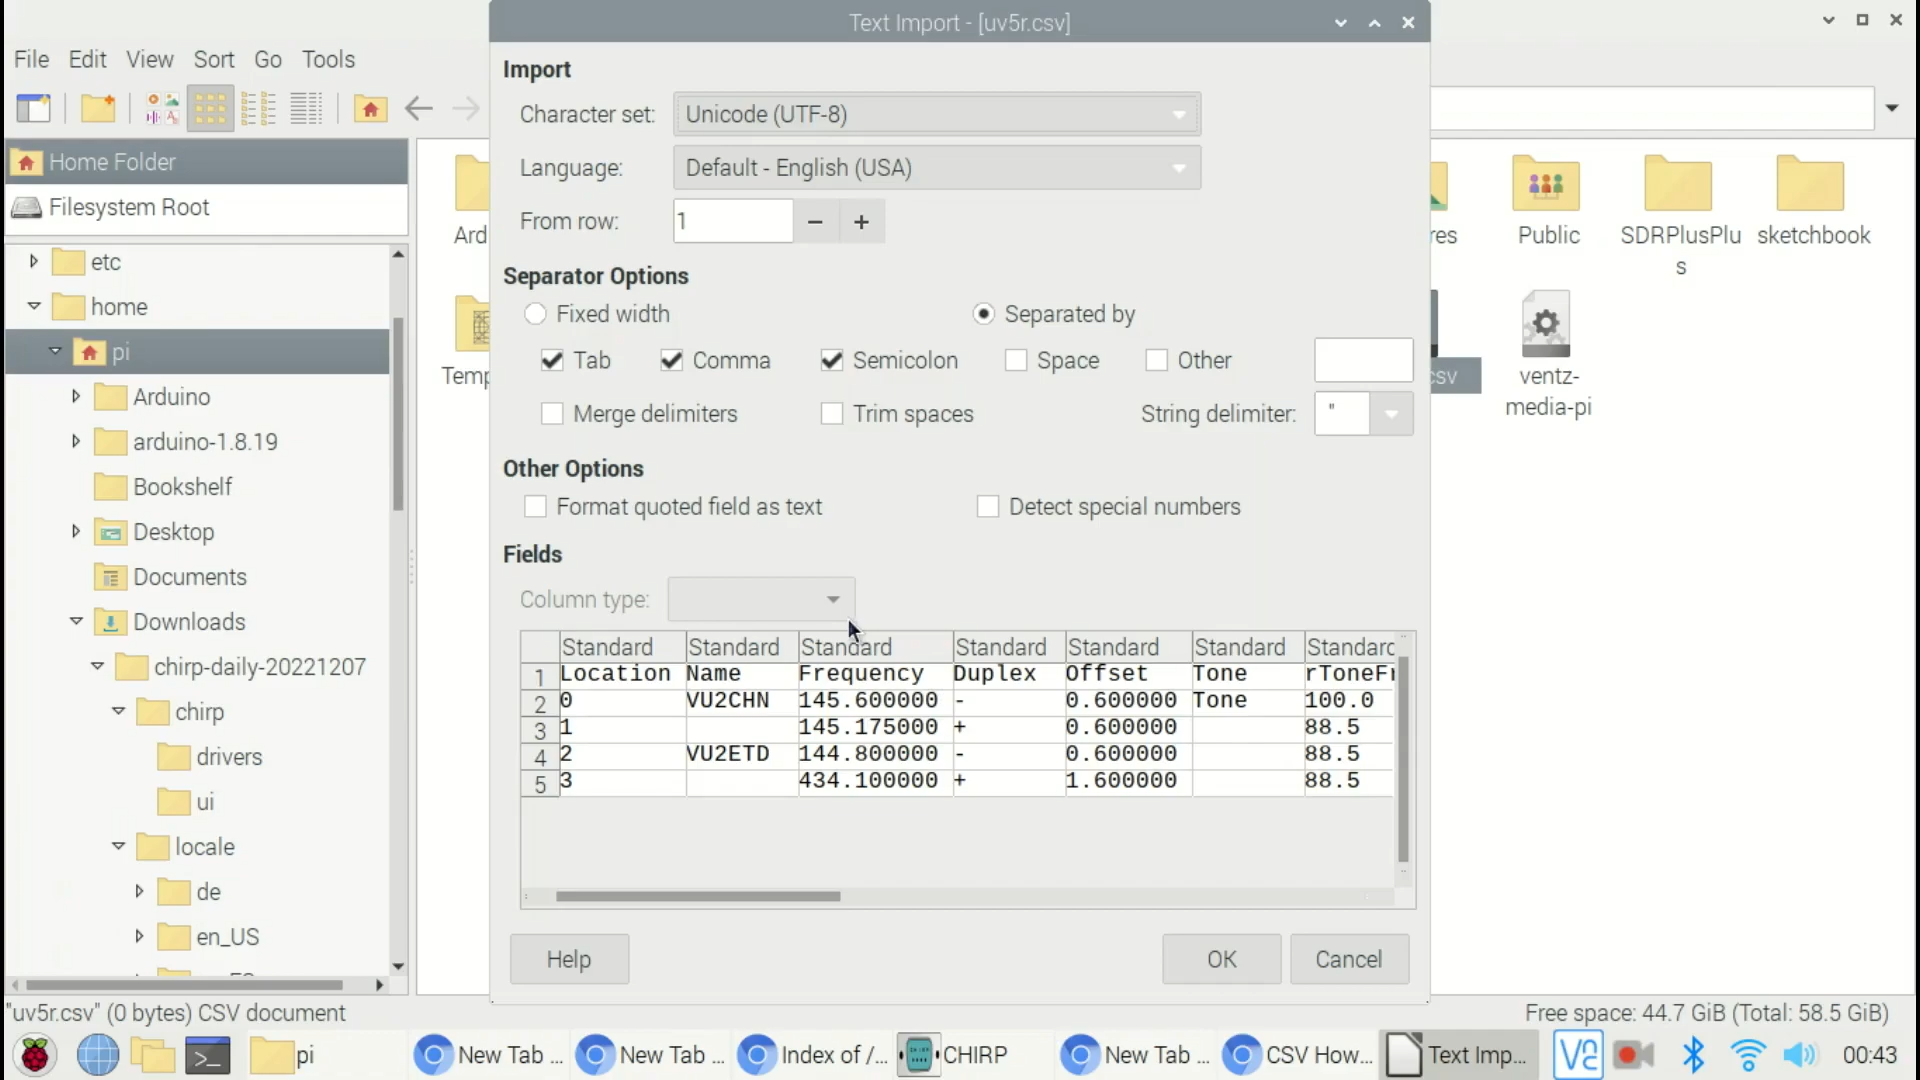 Text Import - [uv5r.csv]
File Edit View Sort Go Tools
Home Folder
Filesystem Root
etc
home
pi
Arduino
arduino-1.8.19
Bookshelf
Desktop
Documents
Downloads
chirp-daily-20221207
chirp
drivers
ui
locale
de
en_US
Ard
Temp
Import
Character set: Unicode (UTF-8)
Language: Default - English (USA)
From row: 1 − +
Separator Options
Fixed width Separated by
Tab Comma Semicolon Space Other
Merge delimiters Trim spaces String delimiter: "
Other Options
Format quoted field as text Detect special numbers
Fields
Column type:
Standard Standard Standard Standard Standard Standard Standard
1 Location Name Frequency Duplex Offset Tone rToneFr
2 0 VU2CHN 145.600000 - 0.600000 Tone 100.0
3 1 145.175000 + 0.600000 88.5
4 2 VU2ETD 144.800000 - 0.600000 88.5
5 3 434.100000 + 1.600000 88.5
Help OK Cancel
res
Public
SDRPlusPlu
s
sketchbook
csv
ventz-
media-pi
"uv5r.csv" (0 bytes) CSV document
Free space: 44.7 GiB (Total: 58.5 GiB)
pi New Tab ... New Tab ... Index of /... CHIRP New Tab ... CSV How... Text Imp... 00:43